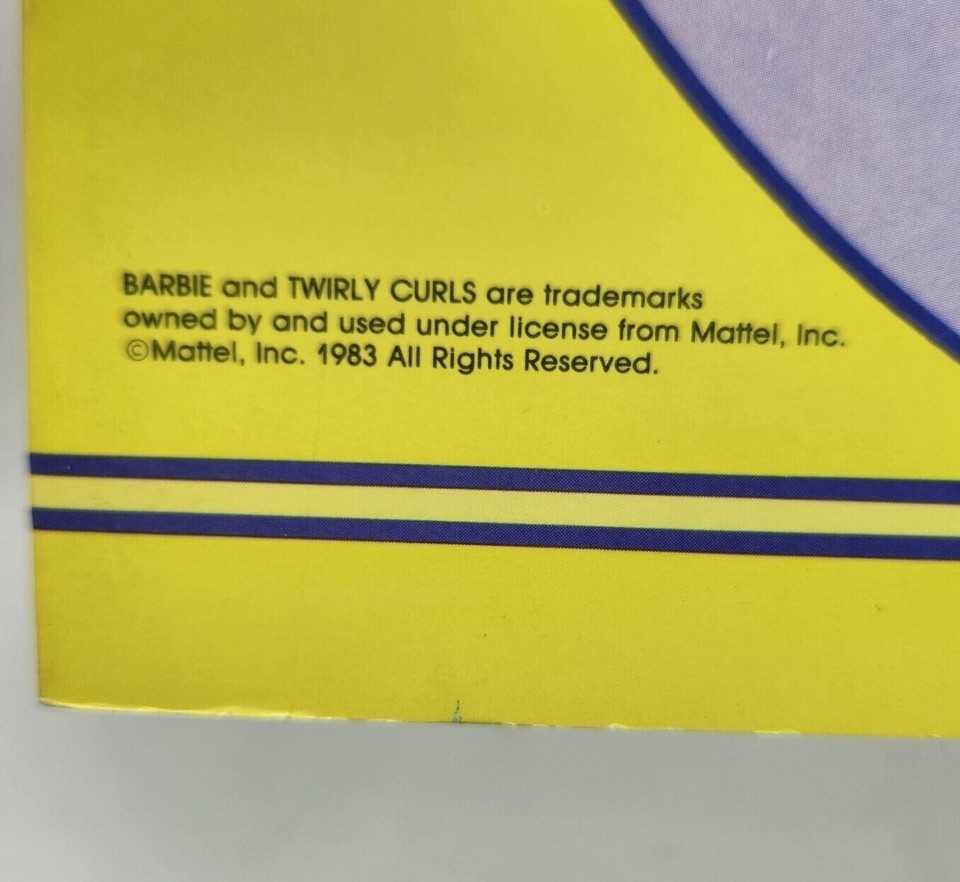 BARBIE and TWIRLY CURLS are trademarks
owned by and used under license from Mattel, Inc.
©Mattel, Inc. 1983 All Rights Reserved.